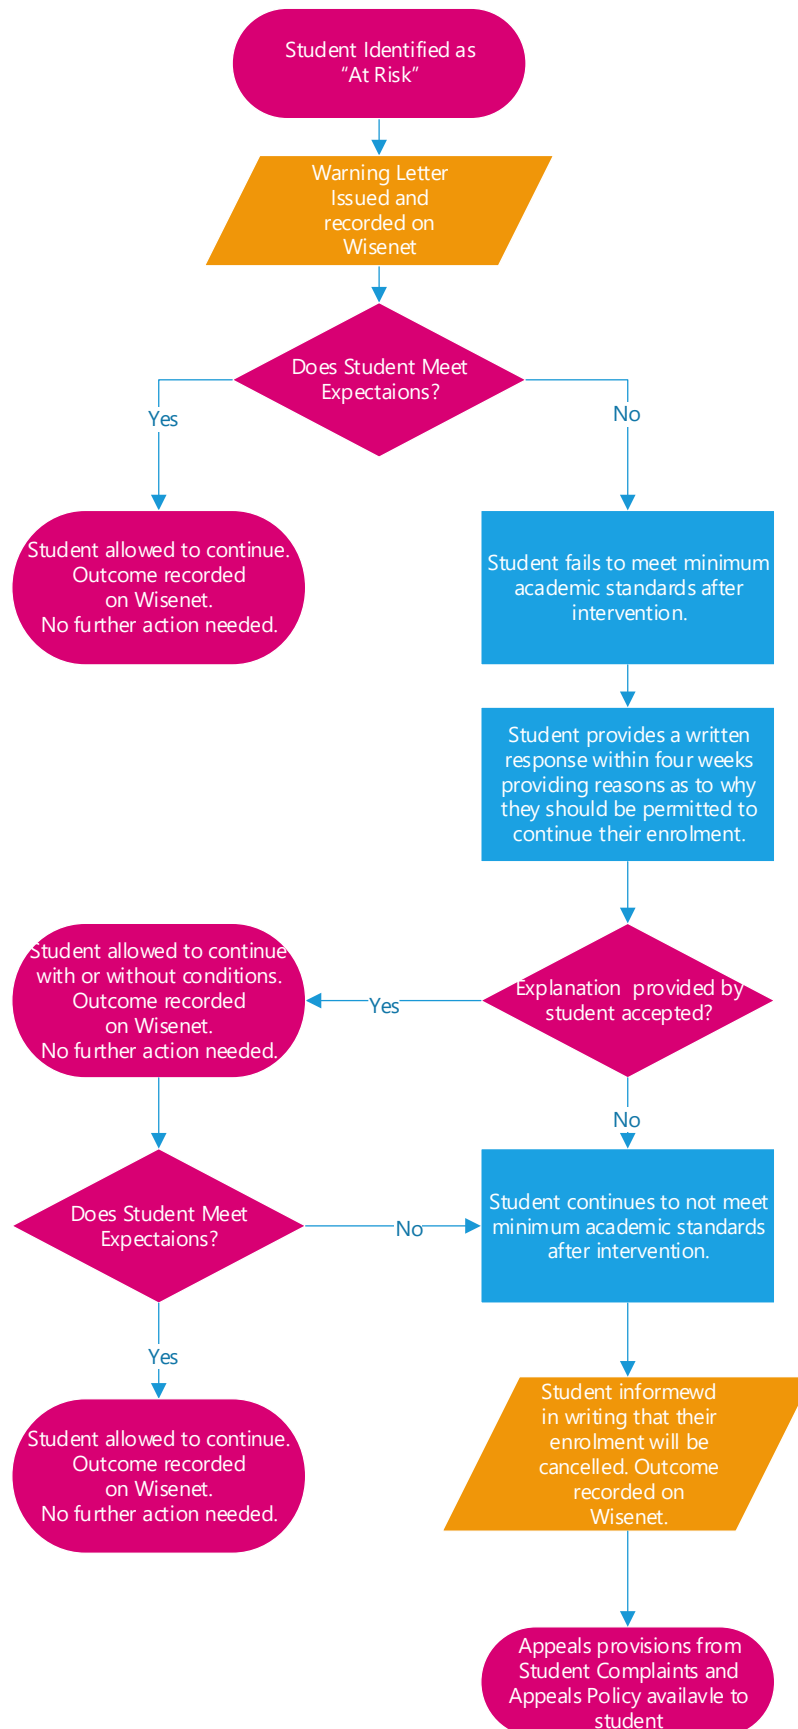 Student Identified as
“At Risk”
Warning Letter
Issued and
recorded on
Wisenet
Does Student Meet
Expectaions?
Yes
No
Student allowed to continue.
Outcome recorded
on Wisenet.
No further action needed.
Student fails to meet minimum
academic standards after
intervention.
Student provides a written
response within four weeks
providing reasons as to why
they should be permitted to
continue their enrolment.
Student allowed to continue
with or without conditions.
Outcome recorded
on Wisenet.
No further action needed.
Yes
Explanation provided by
student accepted?
No
Does Student Meet
Expectaions?
No
Student continues to not meet
minimum academic standards
after intervention.
Yes
Student allowed to continue.
Outcome recorded
on Wisenet.
No further action needed.
Student informewd
in writing that their
enrolment will be
cancelled. Outcome
recorded on
Wisenet.
Appeals provisions from
Student Complaints and
Appeals Policy availavle to
student